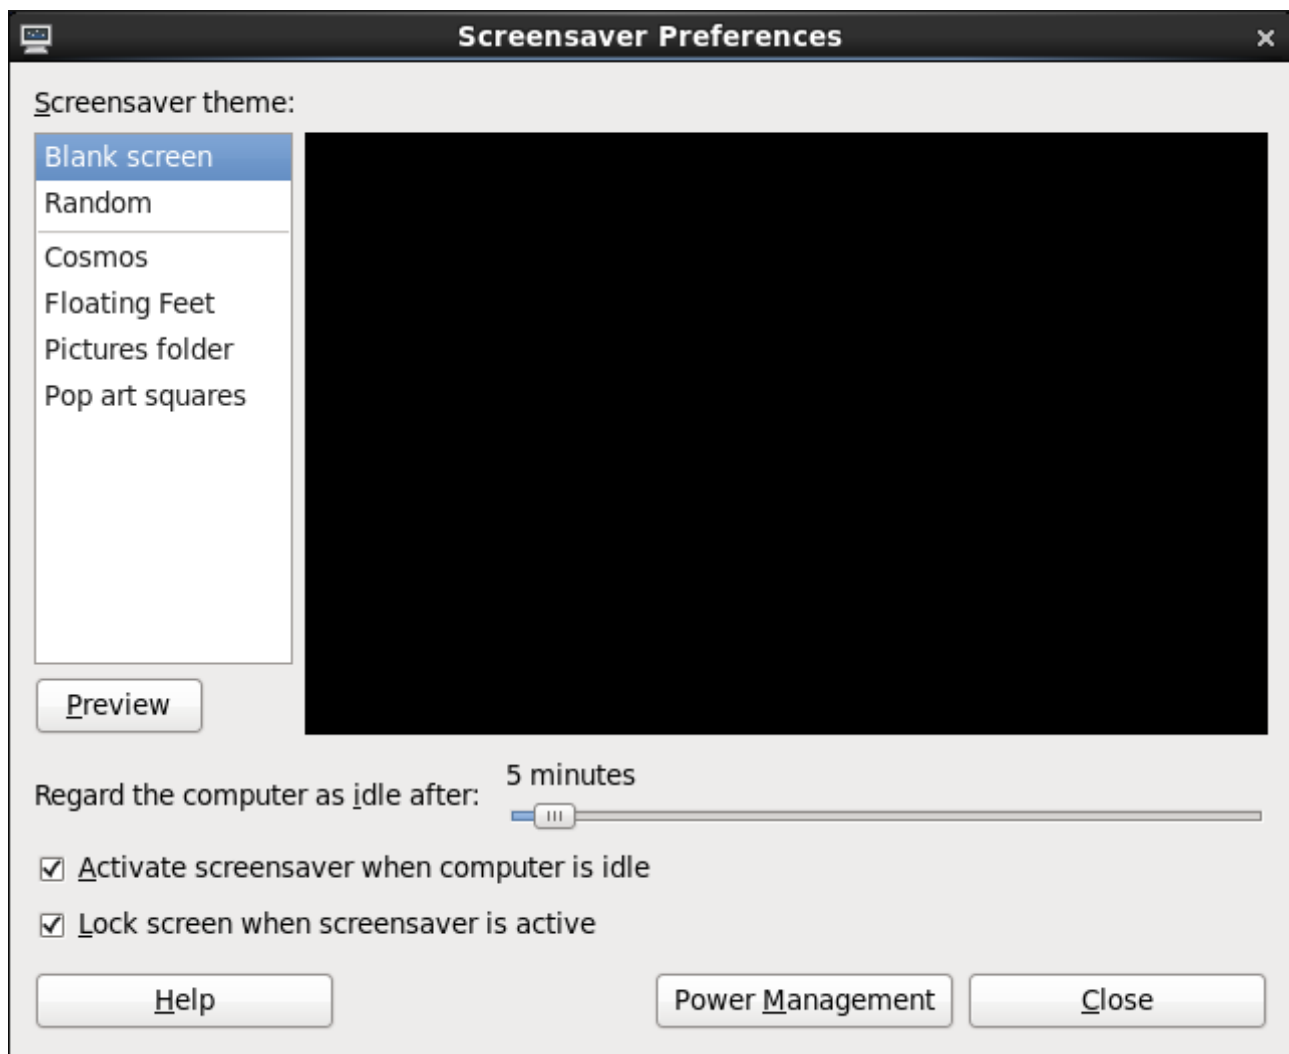 Screensaver Preferences
Screensaver theme:
Blank screen
Random
Cosmos
Floating Feet
Pictures folder
Pop art squares
Preview
5 minutes
Regard the computer as idle after:
Activate screensaver when computer is idle
Lock screen when screensaver is active
Help
Power Management
Close